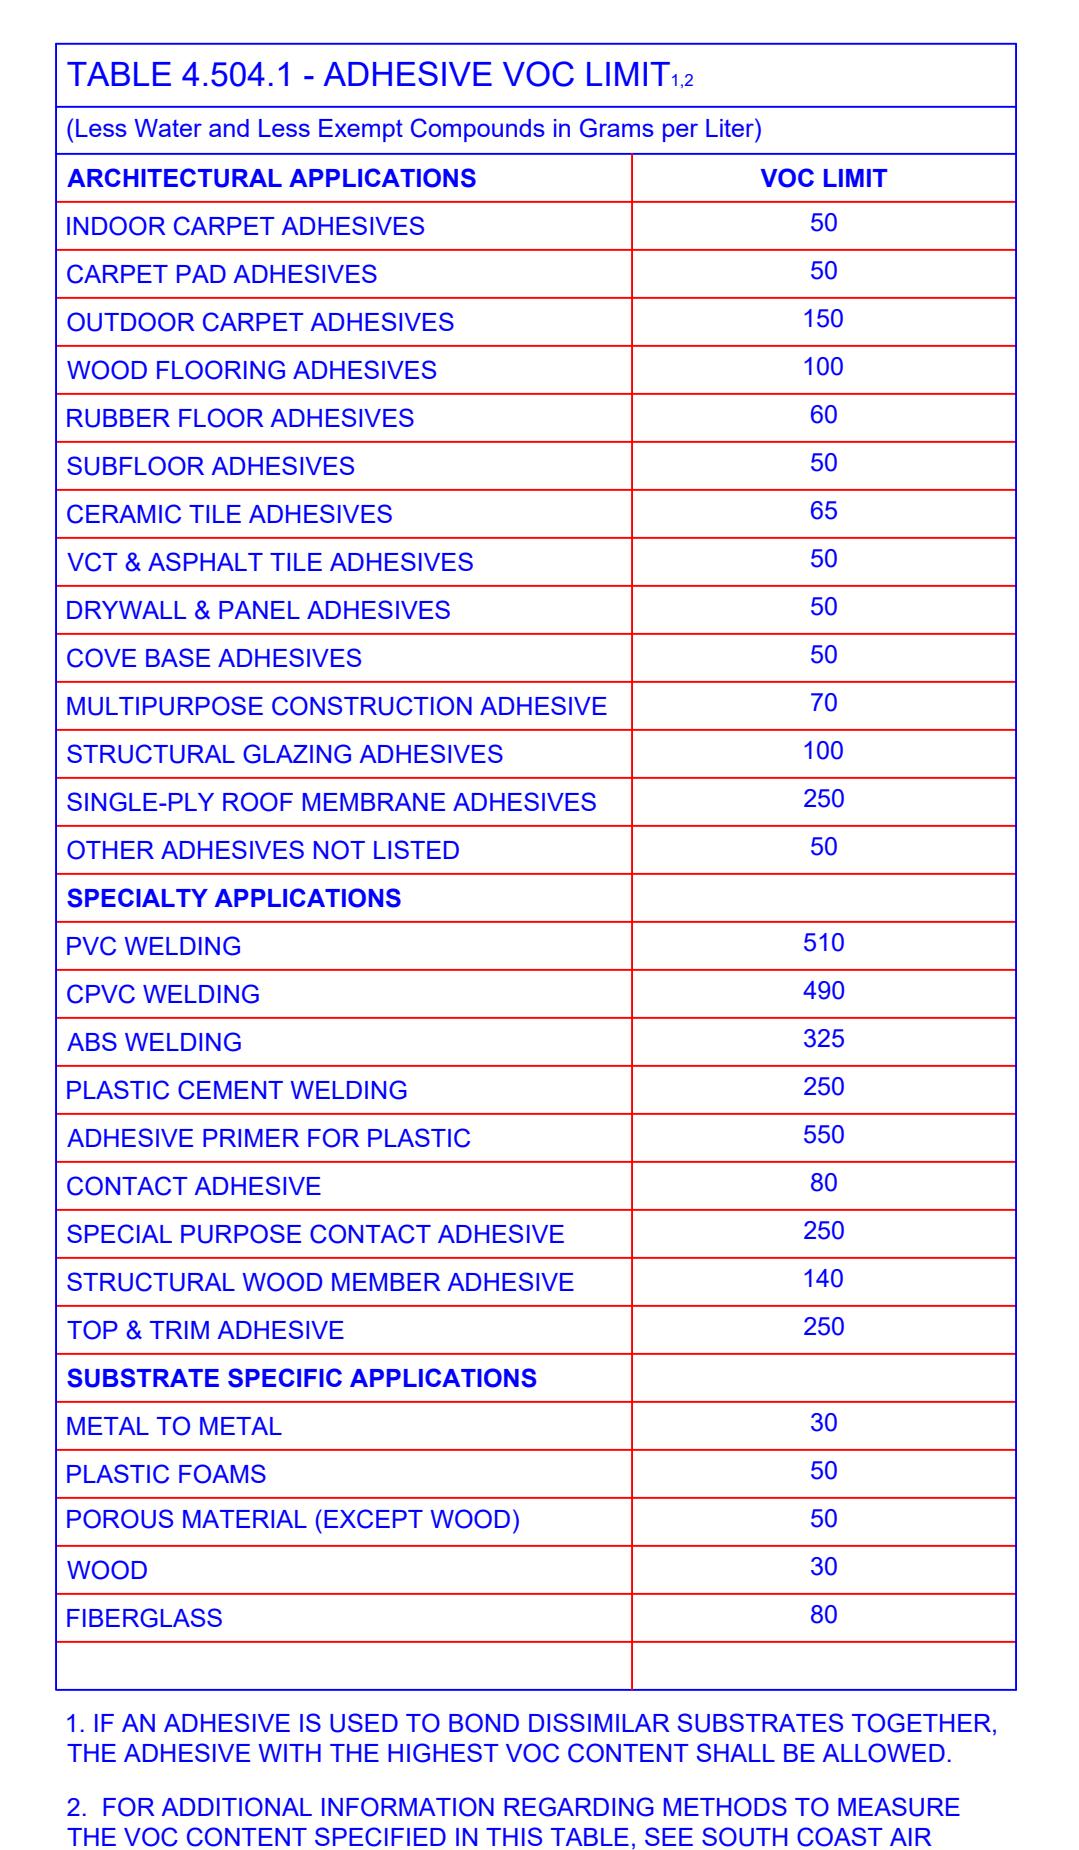 TABLE 4.504.1 - ADHESIVE VOC LIMIT1,2
(Less Water and Less Exempt Compounds in Grams per Liter)
ARCHITECTURAL APPLICATIONS VOC LIMIT
INDOOR CARPET ADHESIVES 50
CARPET PAD ADHESIVES 50
OUTDOOR CARPET ADHESIVES 150
WOOD FLOORING ADHESIVES 100
RUBBER FLOOR ADHESIVES 60
SUBFLOOR ADHESIVES 50
CERAMIC TILE ADHESIVES 65
VCT & ASPHALT TILE ADHESIVES 50
DRYWALL & PANEL ADHESIVES 50
COVE BASE ADHESIVES 50
MULTIPURPOSE CONSTRUCTION ADHESIVE 70
STRUCTURAL GLAZING ADHESIVES 100
SINGLE-PLY ROOF MEMBRANE ADHESIVES 250
OTHER ADHESIVES NOT LISTED 50
SPECIALTY APPLICATIONS
PVC WELDING 510
CPVC WELDING 490
ABS WELDING 325
PLASTIC CEMENT WELDING 250
ADHESIVE PRIMER FOR PLASTIC 550
CONTACT ADHESIVE 80
SPECIAL PURPOSE CONTACT ADHESIVE 250
STRUCTURAL WOOD MEMBER ADHESIVE 140
TOP & TRIM ADHESIVE 250
SUBSTRATE SPECIFIC APPLICATIONS
METAL TO METAL 30
PLASTIC FOAMS 50
POROUS MATERIAL (EXCEPT WOOD) 50
WOOD 30
FIBERGLASS 80
1. IF AN ADHESIVE IS USED TO BOND DISSIMILAR SUBSTRATES TOGETHER,
THE ADHESIVE WITH THE HIGHEST VOC CONTENT SHALL BE ALLOWED.
2. FOR ADDITIONAL INFORMATION REGARDING METHODS TO MEASURE
THE VOC CONTENT SPECIFIED IN THIS TABLE, SEE SOUTH COAST AIR